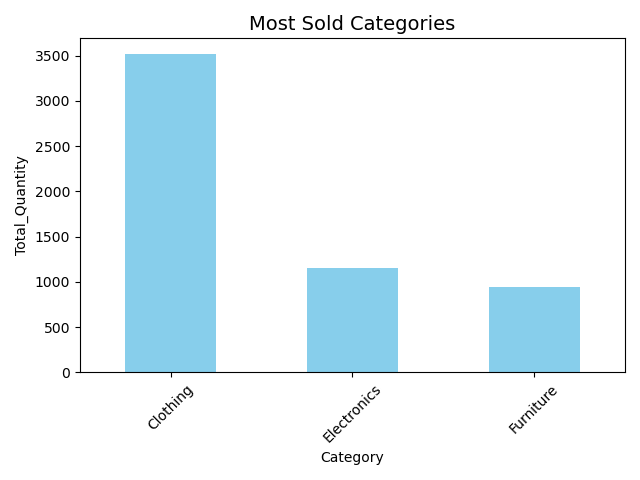 Most Sold Categories
3500
3000
2500
2000
1500
1000
500
0
Total_Quantity
Clothing
Electronics
Furniture
Category